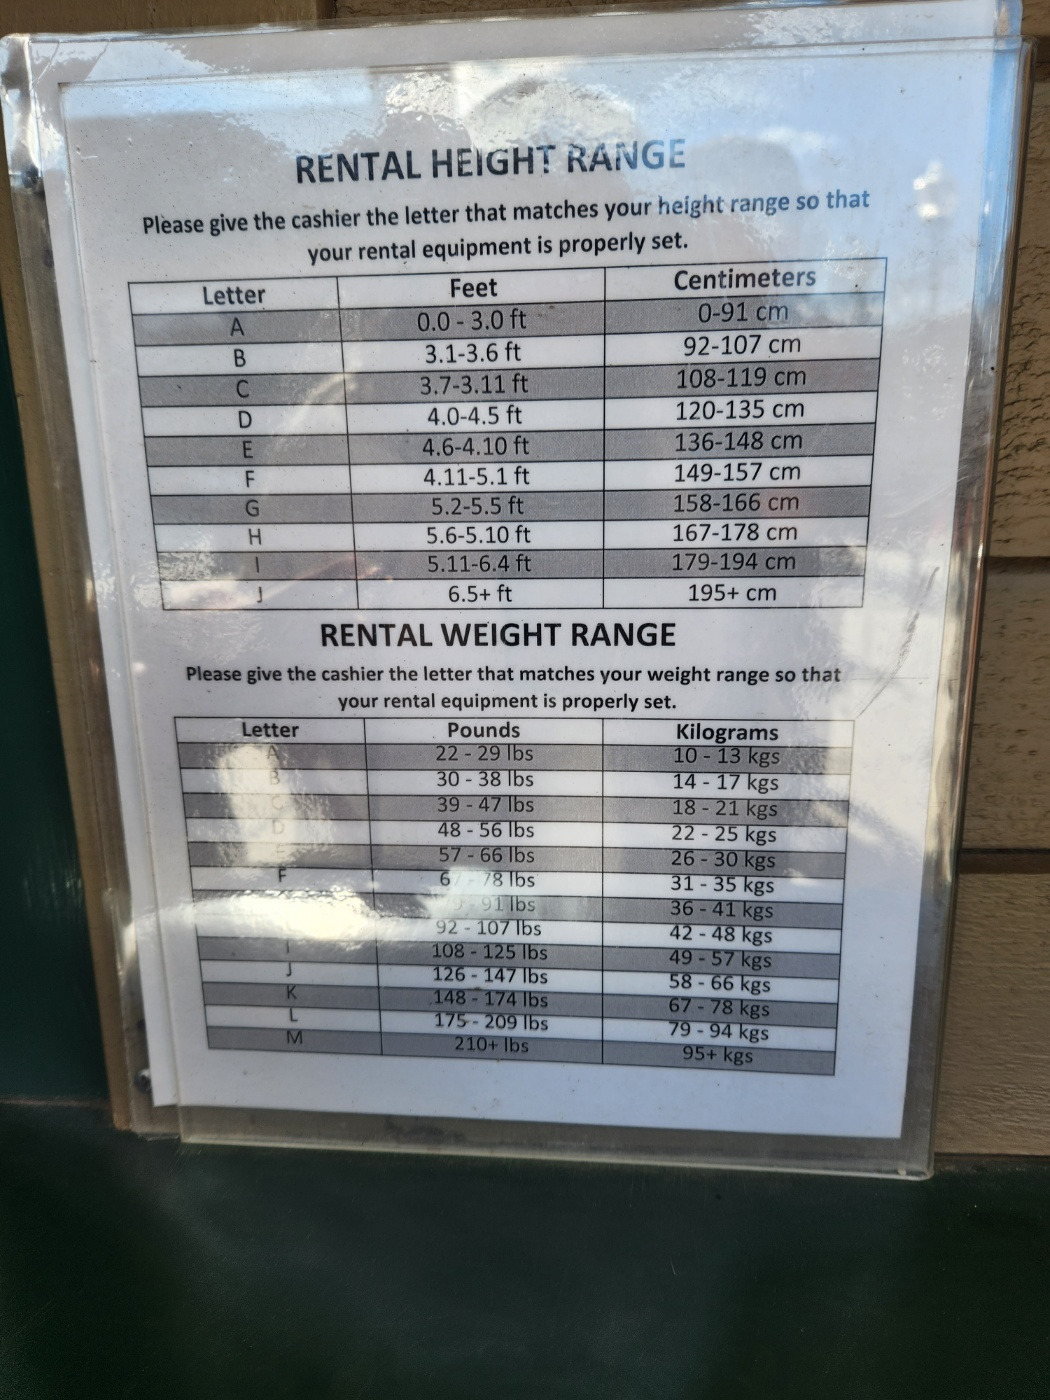 RENTAL HEIGHT RANGE
Please give the cashier the letter that matches your height range so that
your rental equipment is properly set.
Letter Feet Centimeters
A 0.0 - 3.0 ft 0-91 cm
B 3.1-3.6 ft 92-107 cm
C 3.7-3.11 ft 108-119 cm
D 4.0-4.5 ft 120-135 cm
E 4.6-4.10 ft 136-148 cm
F 4.11-5.1 ft 149-157 cm
G 5.2-5.5 ft 158-166 cm
H 5.6-5.10 ft 167-178 cm
I 5.11-6.4 ft 179-194 cm
J 6.5+ ft 195+ cm
RENTAL WEIGHT RANGE
Please give the cashier the letter that matches your weight range so that
your rental equipment is properly set.
Letter Pounds Kilograms
A 22 - 29 lbs 10 - 13 kgs
B 30 - 38 lbs 14 - 17 kgs
C 39 - 47 lbs 18 - 21 kgs
D 48 - 56 lbs 22 - 25 kgs
57 - 66 lbs 26 - 30 kgs
F 67 - 78 lbs 31 - 35 kgs
- 91 lbs 36 - 41 kgs
92 - 107 lbs 42 - 48 kgs
I 108 - 125 lbs 49 - 57 kgs
J 126 - 147 lbs 58 - 66 kgs
K 148 - 174 lbs 67 - 78 kgs
L 175 - 209 lbs 79 - 94 kgs
M 210+ lbs 95+ kgs